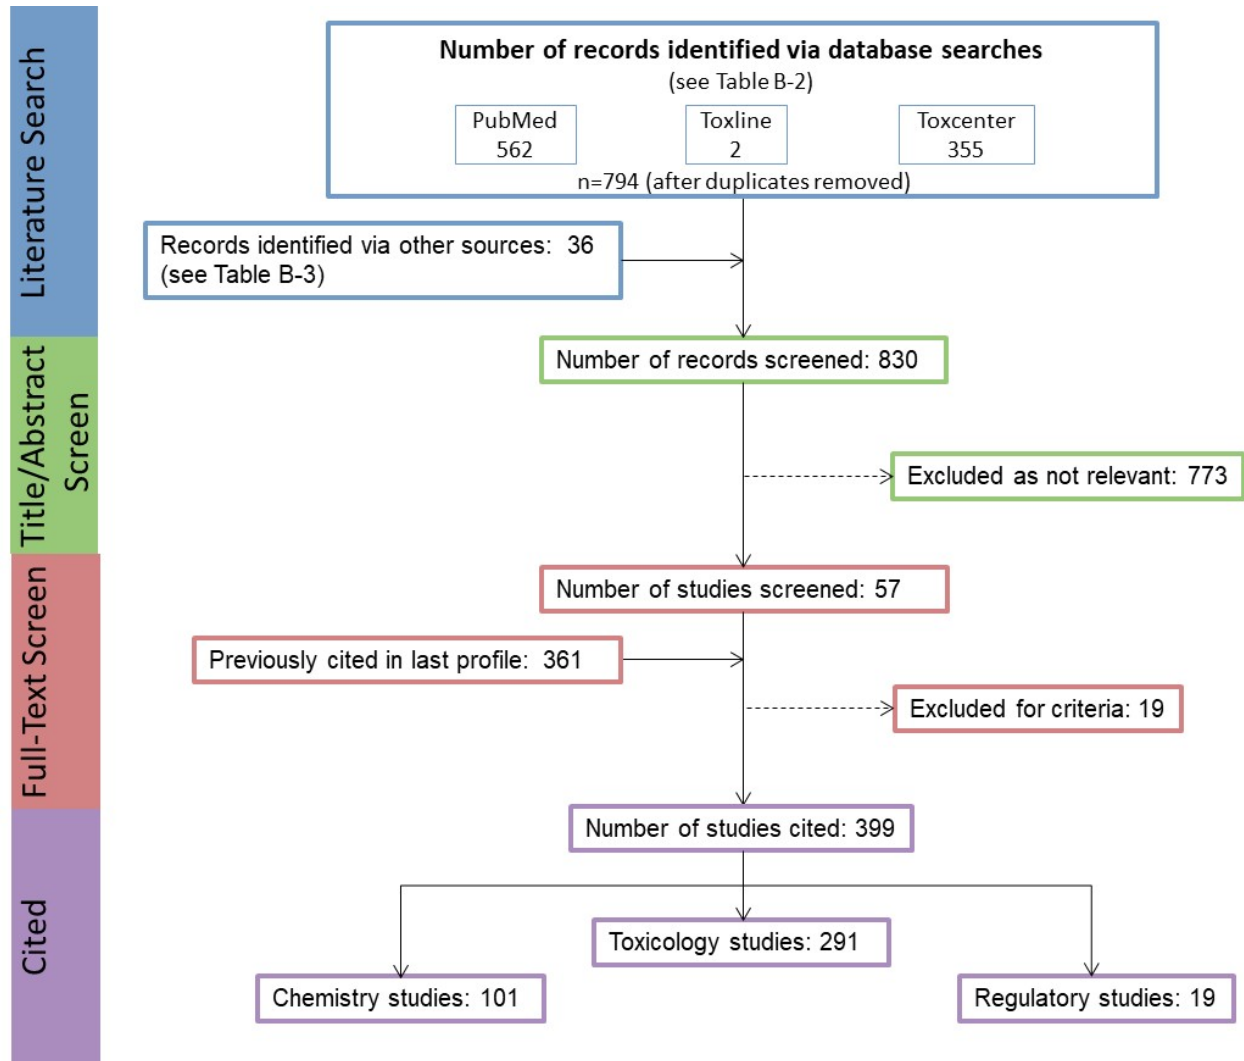 Literature Search
Number of records identified via database searches
(see Table B-2)
PubMed
562
Toxline
2
Toxcenter
355
n=794 (after duplicates removed)
Records identified via other sources: 36
(see Table B-3)
Title/Abstract
Screen
Number of records screened: 830
Excluded as not relevant: 773
Full-Text Screen
Number of studies screened: 57
Previously cited in last profile: 361
Excluded for criteria: 19
Cited
Number of studies cited: 399
Toxicology studies: 291
Chemistry studies: 101
Regulatory studies: 19